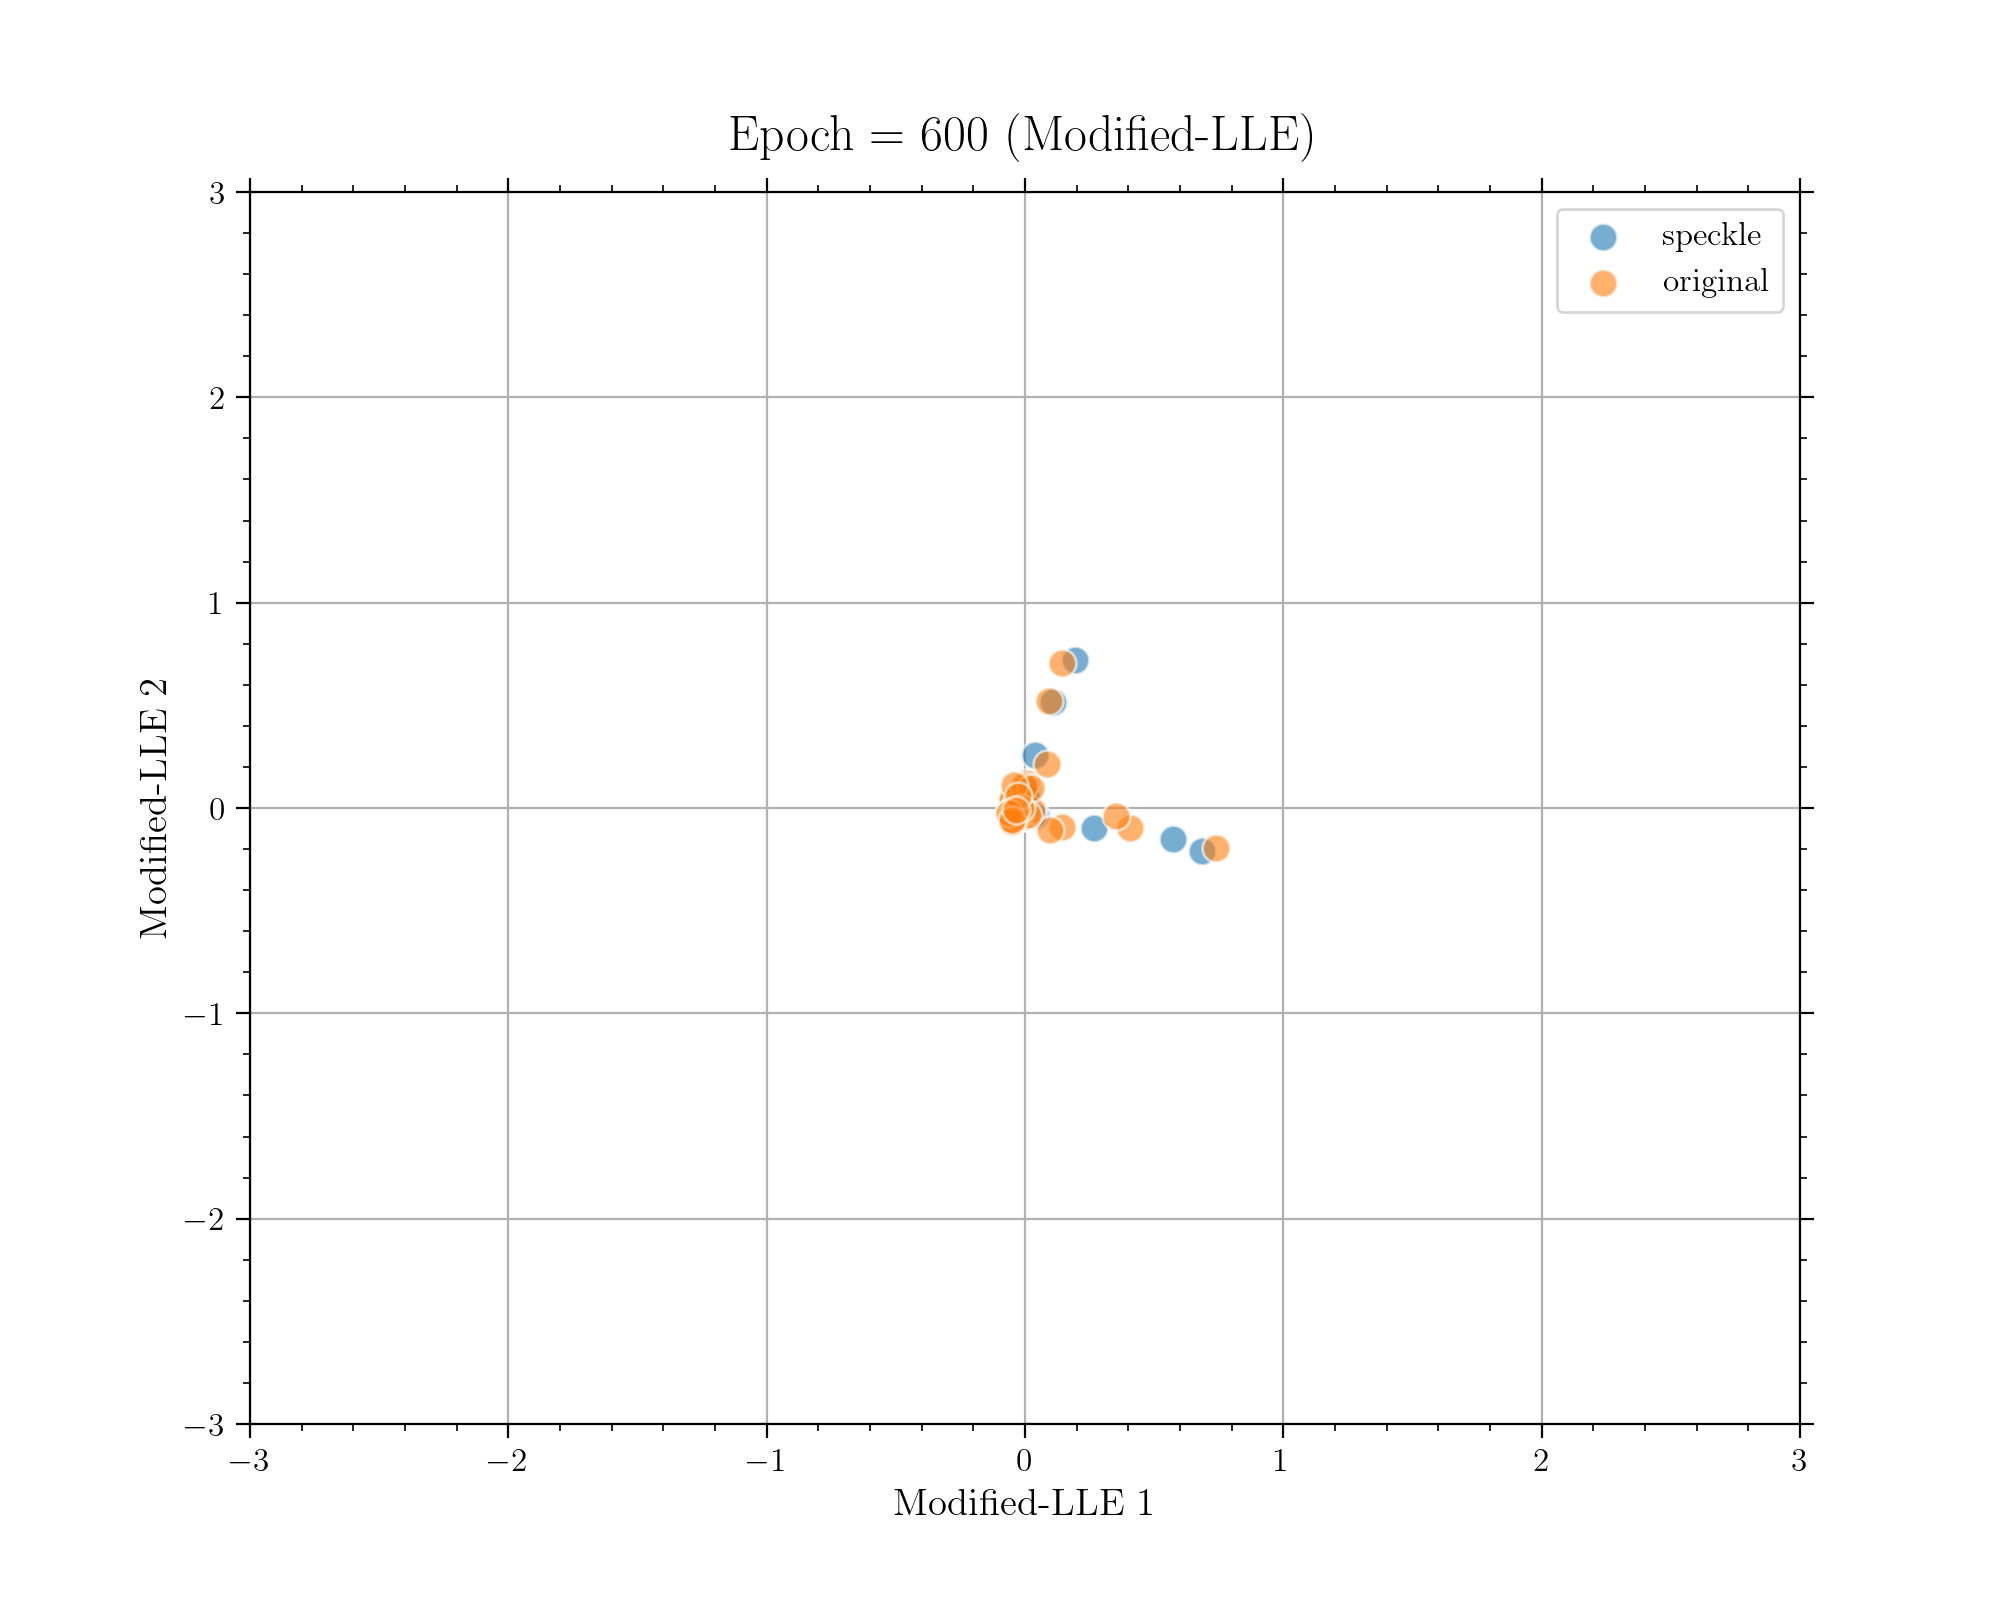 Epoch = 600 (Modified-LLE)
speckle
original
3
2
1
0
−1
−2
−3
Modified-LLE 2
−3
−2
−1
0
1
2
3
Modified-LLE 1